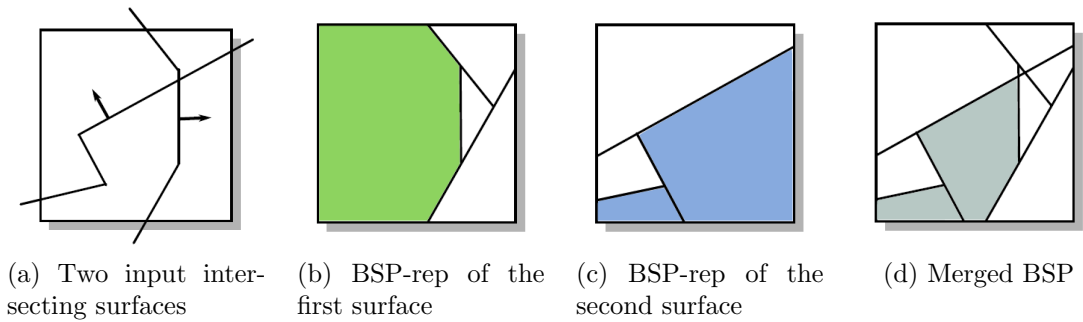 (a) Two input inter-
secting surfaces
(b) BSP-rep of the
first surface
(c) BSP-rep of the
second surface
(d) Merged BSP